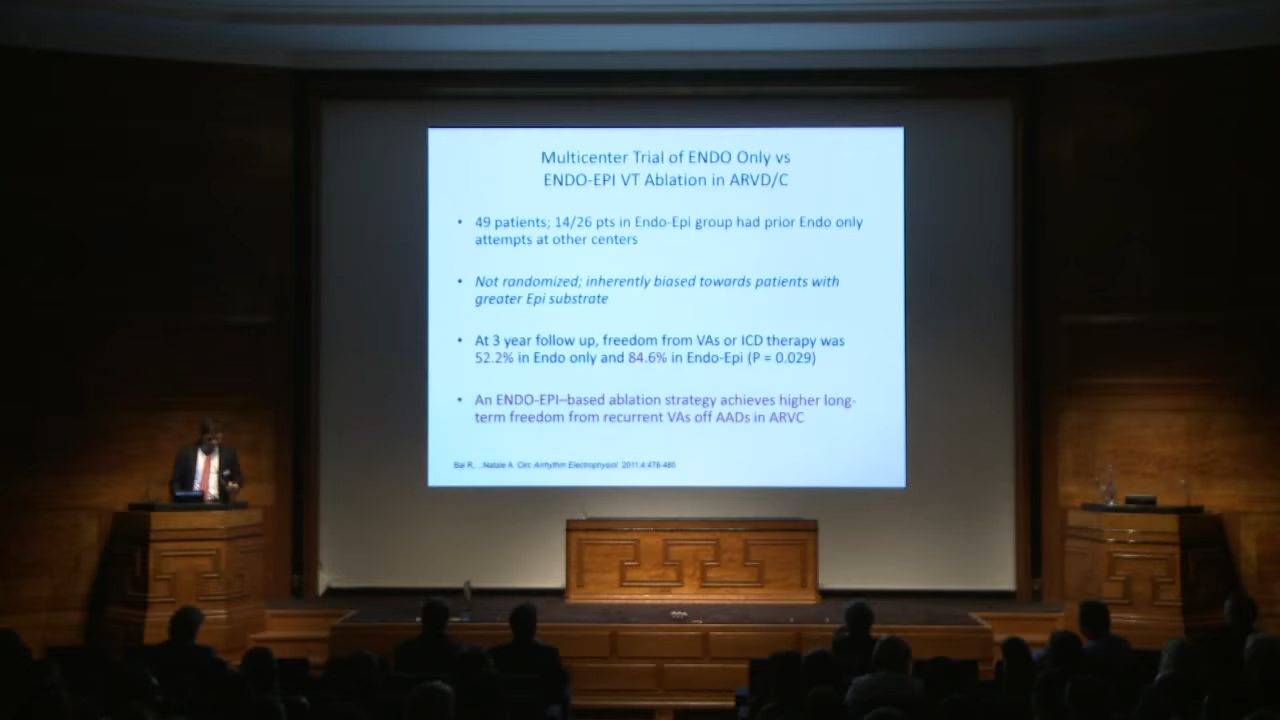 Multicenter Trial of ENDO Only vs
ENDO-EPI VT Ablation in ARVD/C
• 49 patients; 14/26 pts in Endo-Epi group had prior Endo only
attempts at other centers
• Not randomized; inherently biased towards patients with
greater Epi substrate
• At 3 year follow up, freedom from VAs or ICD therapy was
52.2% in Endo only and 84.6% in Endo-Epi (P = 0.029)
• An ENDO-EPI–based ablation strategy achieves higher long-
term freedom from recurrent VAs off AADs in ARVC
Bai R, ...Natale A. Circ Arrhythm Electrophysiol. 2011;4:478-485